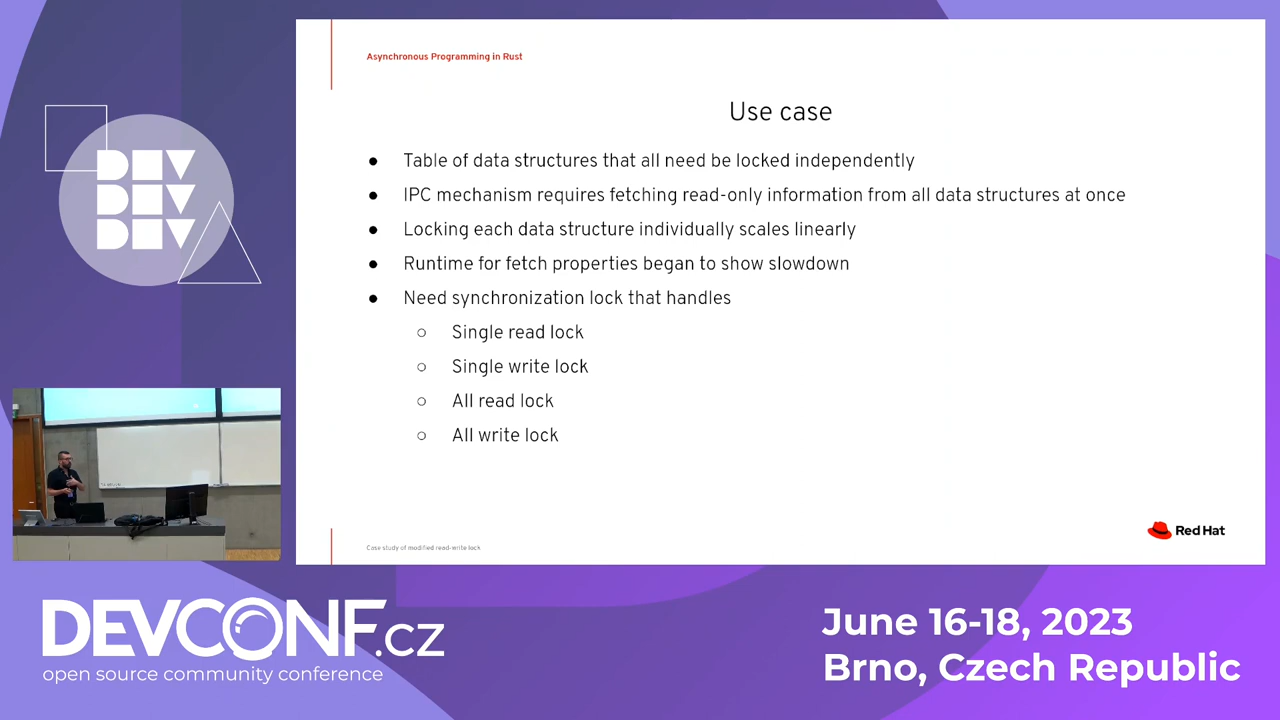 Asynchronous Programming in Rust
Use case
● Table of data structures that all need be locked independently
● IPC mechanism requires fetching read-only information from all data structures at once
● Locking each data structure individually scales linearly
● Runtime for fetch properties began to show slowdown
● Need synchronization lock that handles
○ Single read lock
○ Single write lock
○ All read lock
○ All write lock
Case study of modified read-write lock
Red Hat
DEV
DEV
DEV
DEVCONF.cz
open source community conference
June 16-18, 2023
Brno, Czech Republic